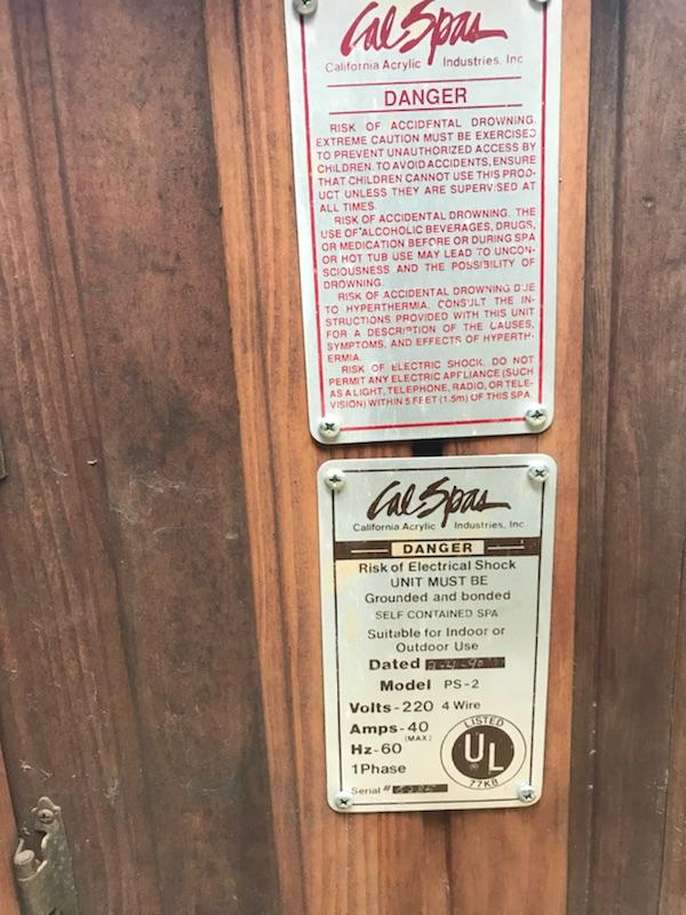 Cal Spas
California Acrylic Industries, Inc
DANGER
RISK OF ACCIDENTAL DROWNING.
EXTREME CAUTION MUST BE EXERCISED
TO PREVENT UNAUTHORIZED ACCESS BY
CHILDREN. TO AVOID ACCIDENTS, ENSURE
THAT CHILDREN CANNOT USE THIS PROD-
UCT UNLESS THEY ARE SUPERVISED AT
ALL TIMES.
RISK OF ACCIDENTAL DROWNING. THE
USE OF ALCOHOLIC BEVERAGES, DRUGS,
OR MEDICATION BEFORE OR DURING SPA
OR HOT TUB USE MAY LEAD TO UNCON-
SCIOUSNESS AND THE POSSIBILITY OF
DROWNING.
RISK OF ACCIDENTAL DROWNING DUE
TO HYPERTHERMIA. CONSULT THE IN-
STRUCTIONS PROVIDED WITH THIS UNIT
FOR A DESCRIPTION OF THE CAUSES,
SYMPTOMS, AND EFFECTS OF HYPERTH-
ERMIA.
RISK OF ELECTRIC SHOCK. DO NOT
PERMIT ANY ELECTRIC APPLIANCE (SUCH
AS A LIGHT, TELEPHONE, RADIO, OR TELE-
VISION) WITHIN 5 FEET (1.5m) OF THIS SPA.
Cal Spas
California Acrylic Industries, Inc
DANGER
Risk of Electrical Shock
UNIT MUST BE
Grounded and bonded
SELF CONTAINED SPA
Suitable for Indoor or
Outdoor Use
Dated
Model PS-2
Volts-220 4 Wire
Amps-40
(MAX)
Hz-60
1Phase
Serial #
LISTED
UL
®
77K8